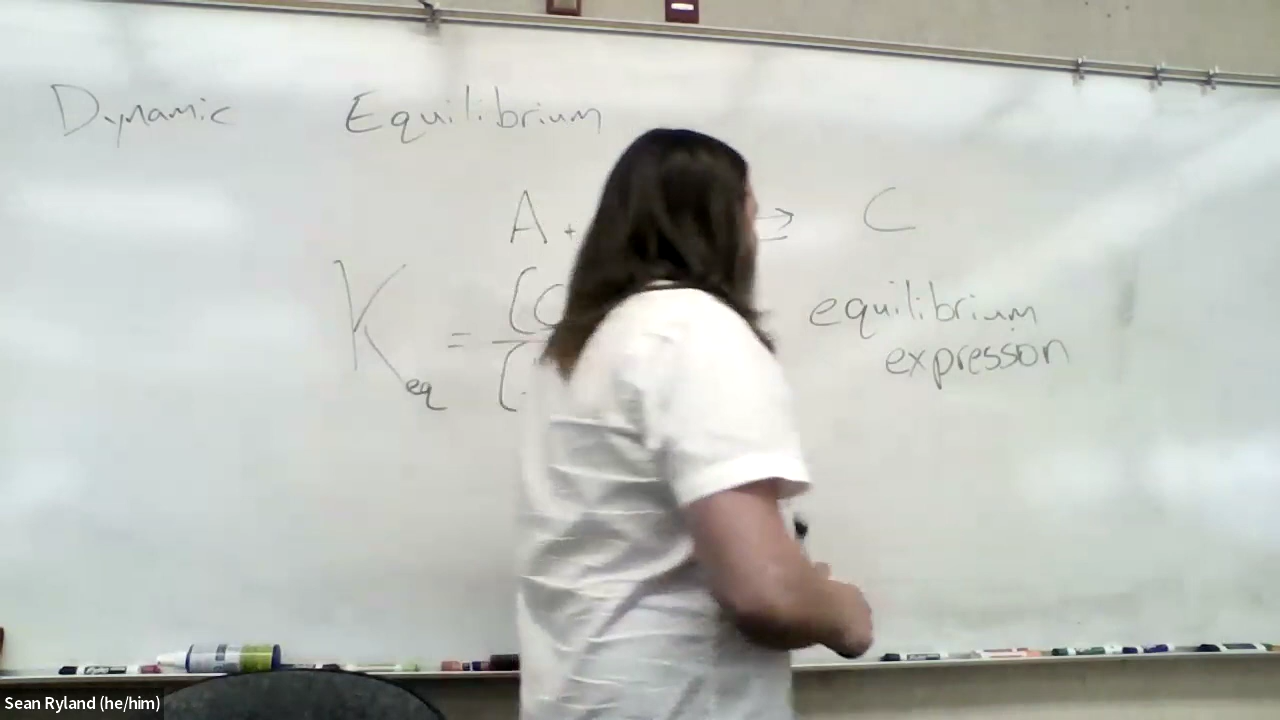 Dynamic Equilibrium
A + ⇌ C
K eq = [C
[
equilibrium
expresson
Sean Ryland (he/him)